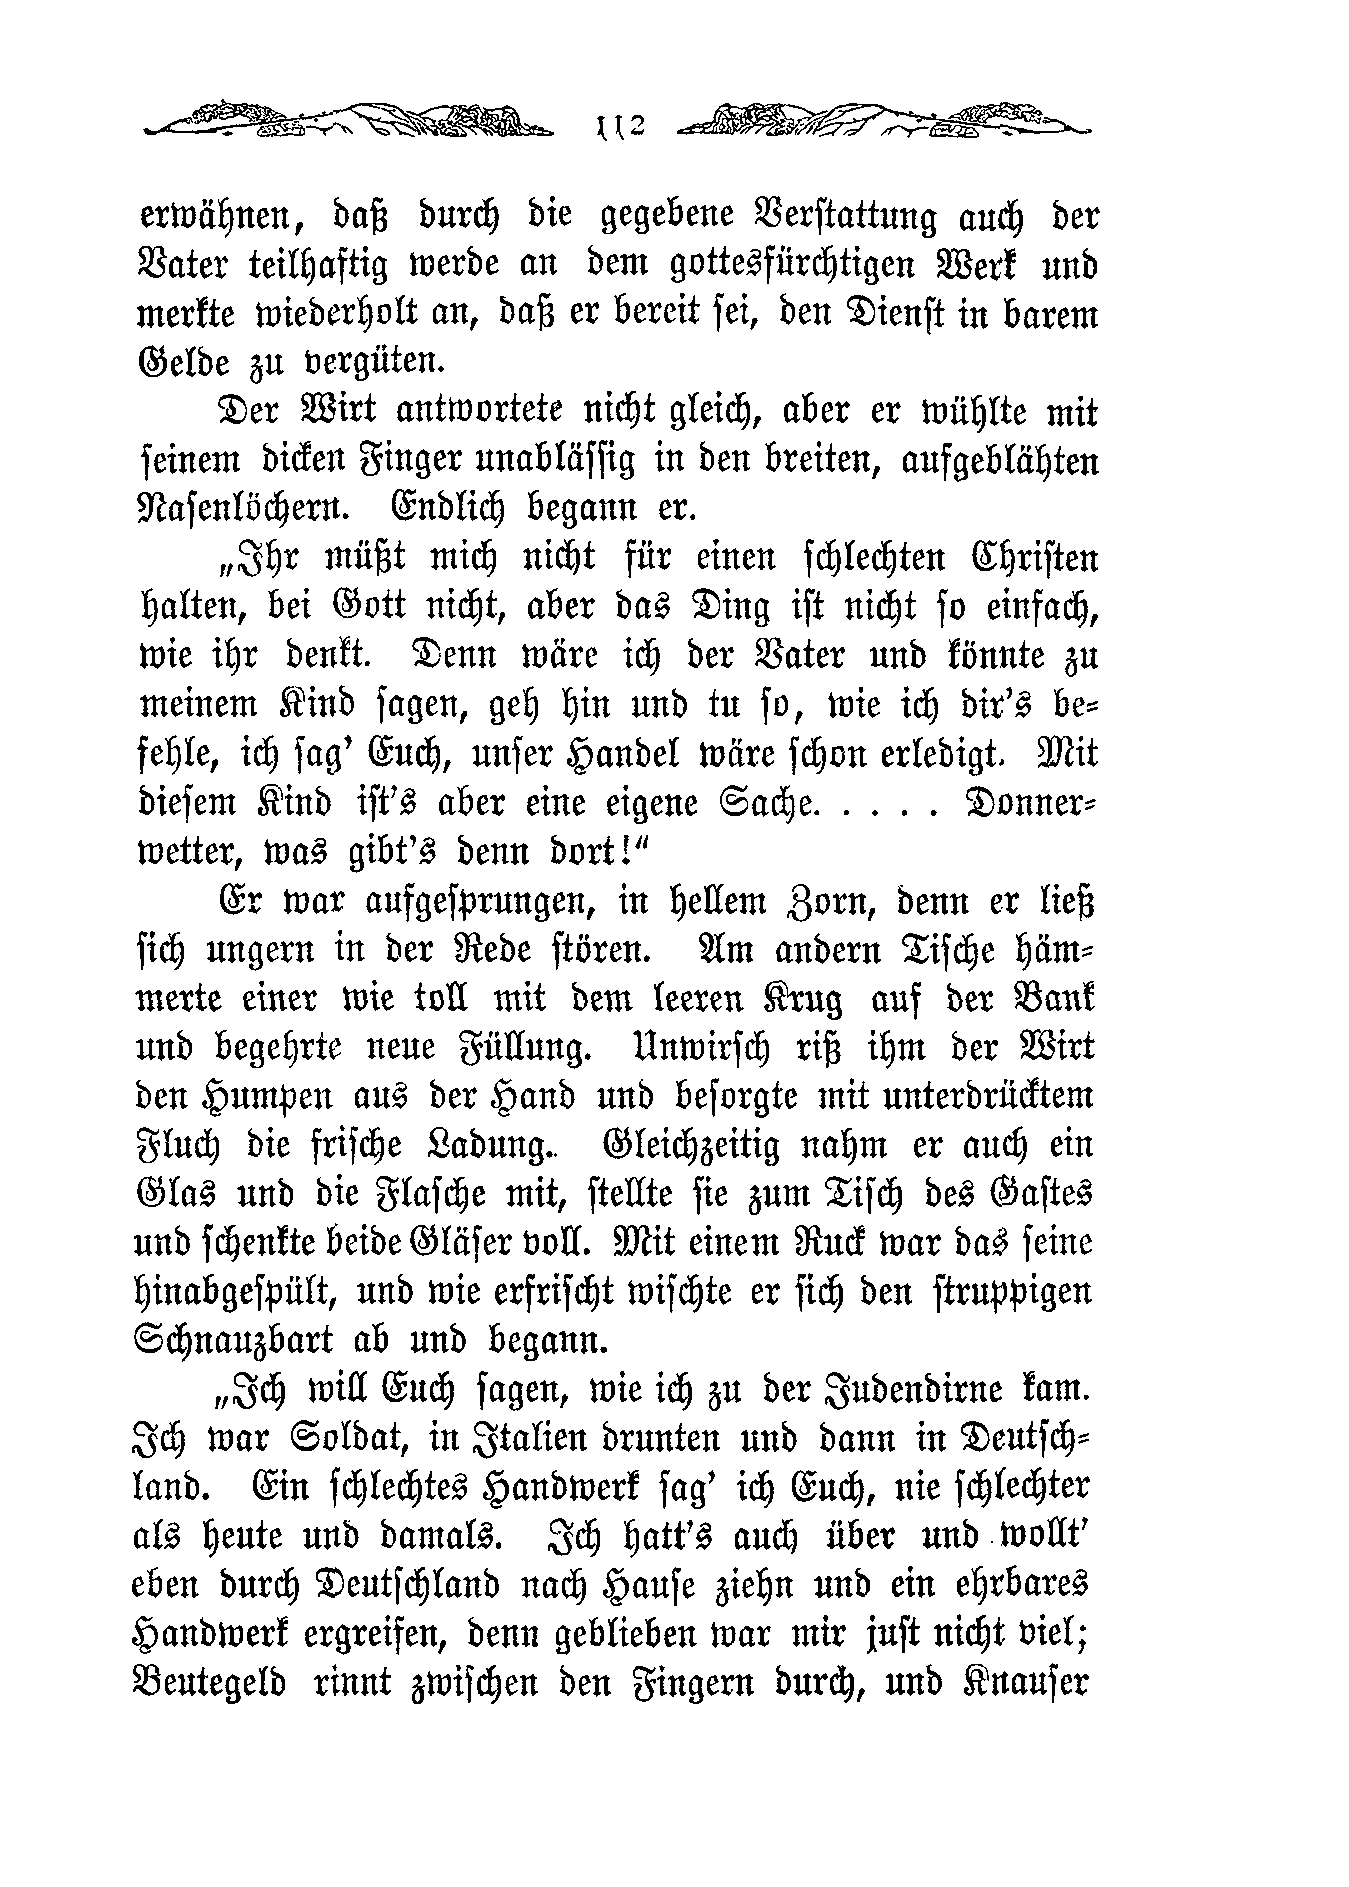 112
erwähnen, daß durch die gegebene Verstattung auch der
Vater teilhaftig werde an dem gottesfürchtigen Werk und
merkte wiederholt an, daß er bereit sei, den Dienst in barem
Gelde zu vergüten.
Der Wirt antwortete nicht gleich, aber er wühlte mit
seinem dicken Finger unablässig in den breiten, aufgeblähten
Nasenlöchern. Endlich begann er.
„Ihr müßt mich nicht für einen schlechten Christen
halten, bei Gott nicht, aber das Ding ist nicht so einfach,
wie ihr denkt. Denn wäre ich der Vater und könnte zu
meinem Kind sagen, geh hin und tu so, wie ich dir's be-
fehle, ich sag' Euch, unser Handel wäre schon erledigt. Mit
diesem Kind ist's aber eine eigene Sache. . . . . Donner-
wetter, was gibt's denn dort!“
Er war aufgesprungen, in hellem Zorn, denn er ließ
sich ungern in der Rede stören. Am andern Tische häm-
merte einer wie toll mit dem leeren Krug auf der Bank
und begehrte neue Füllung. Unwirsch riß ihm der Wirt
den Humpen aus der Hand und besorgte mit unterdrücktem
Fluch die frische Ladung. Gleichzeitig nahm er auch ein
Glas und die Flasche mit, stellte sie zum Tisch des Gastes
und schenkte beide Gläser voll. Mit einem Ruck war das seine
hinabgespült, und wie erfrischt wischte er sich den struppigen
Schnauzbart ab und begann.
„Ich will Euch sagen, wie ich zu der Judendirne kam.
Ich war Soldat, in Italien drunten und dann in Deutsch-
land. Ein schlechtes Handwerk sag' ich Euch, nie schlechter
als heute und damals. Ich hatt's auch über und wollt'
eben durch Deutschland nach Hause ziehn und ein ehrbares
Handwerk ergreifen, denn geblieben war mir just nicht viel;
Beutegeld rinnt zwischen den Fingern durch, und Knauser